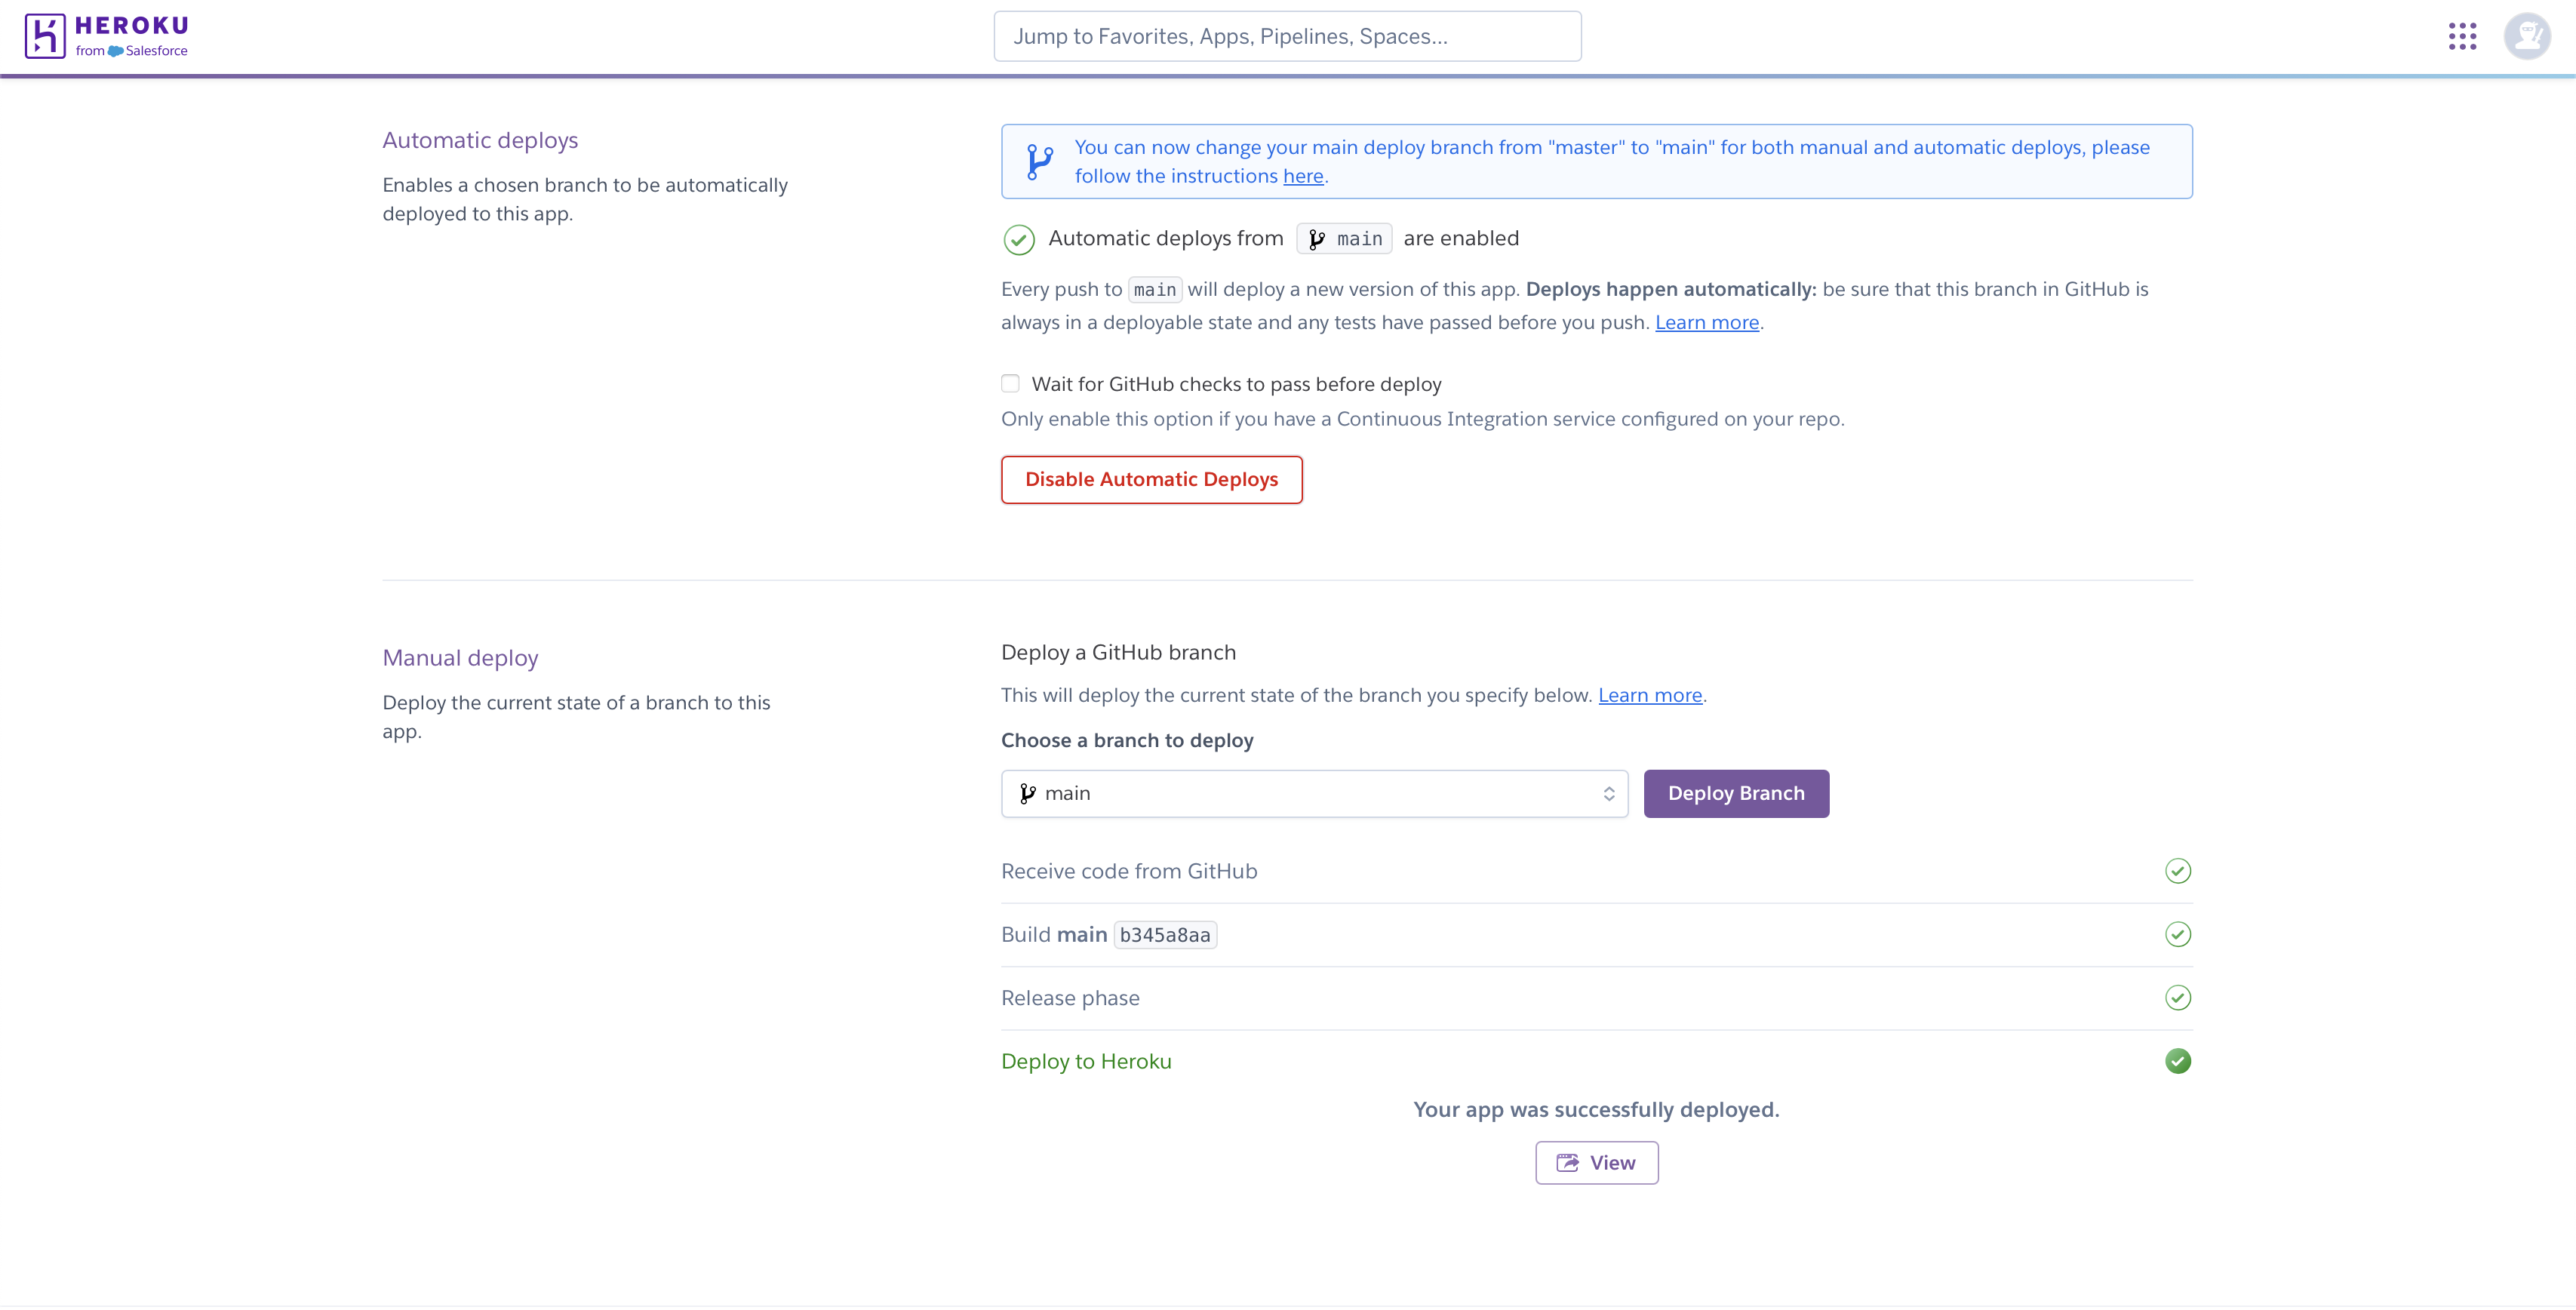 HEROKU
from Salesforce
Jump to Favorites, Apps, Pipelines, Spaces...
Automatic deploys
Enables a chosen branch to be automatically
deployed to this app.
You can now change your main deploy branch from "master" to "main" for both manual and automatic deploys, please
follow the instructions here.
Automatic deploys from main are enabled
Every push to main will deploy a new version of this app. Deploys happen automatically: be sure that this branch in GitHub is
always in a deployable state and any tests have passed before you push. Learn more.
Wait for GitHub checks to pass before deploy
Only enable this option if you have a Continuous Integration service configured on your repo.
Disable Automatic Deploys
Manual deploy
Deploy the current state of a branch to this
app.
Deploy a GitHub branch
This will deploy the current state of the branch you specify below. Learn more.
Choose a branch to deploy
main
Deploy Branch
Receive code from GitHub
Build main b345a8aa
Release phase
Deploy to Heroku
Your app was successfully deployed.
View